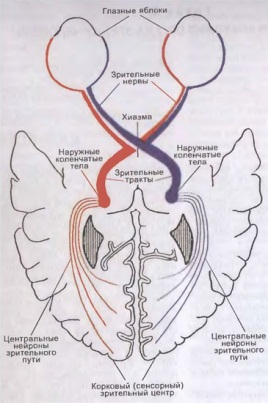 Глазные яблоки
Зрительные
нервы
Хиазма
Наружные
коленчатые
тела
Наружные
коленчатые
тела
Зрительные
тракты
Центральные
нейроны
зрительного
пути
Центральные
нейроны
зрительного
пути
Корковый (сенсорный)
зрительный центр